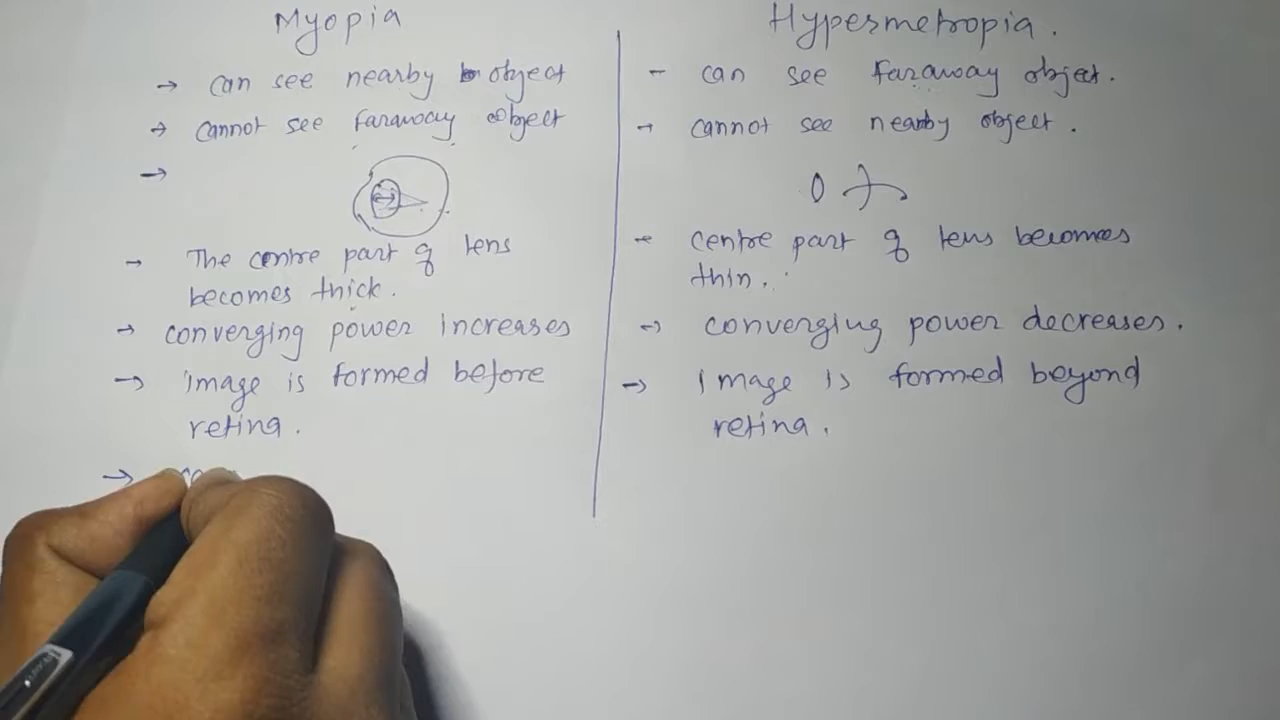 Myopia
→ can see nearby object
→ cannot see faraway object
→
- The centre part of lens
becomes thick.
→ converging power increases
→ image is formed before
retina.
→ co
Hypermetropia.
- can see faraway object.
→ cannot see nearby object.
- centre part of lens becomes
thin.
→ converging power decreases.
→ image is formed beyond
retina.